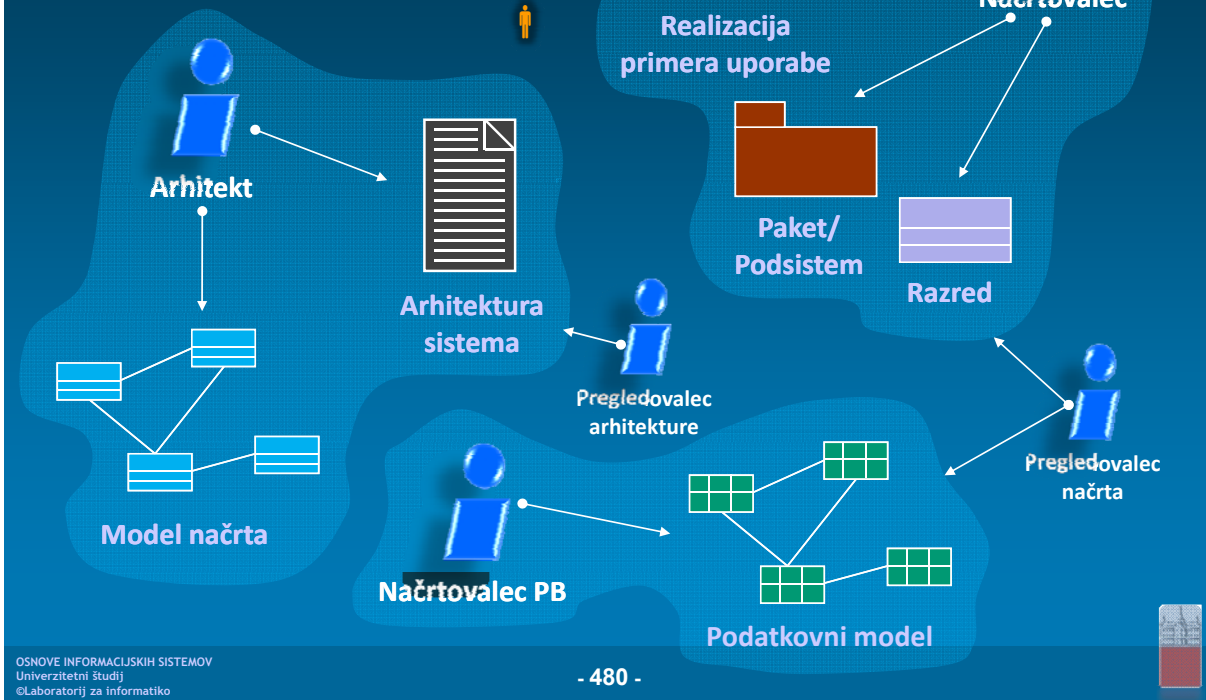 Načrtovalec
Realizacija
primera uporabe
Arhitekt
Paket/
Podsistem
Razred
Arhitektura
sistema
Pregledovalec
arhitekture
Pregledovalec
načrta
Model načrta
Načrtovalec PB
Podatkovni model
OSNOVE INFORMACIJSKIH SISTEMOV
Univerzitetni študij
©Laboratorij za informatiko
- 480 -